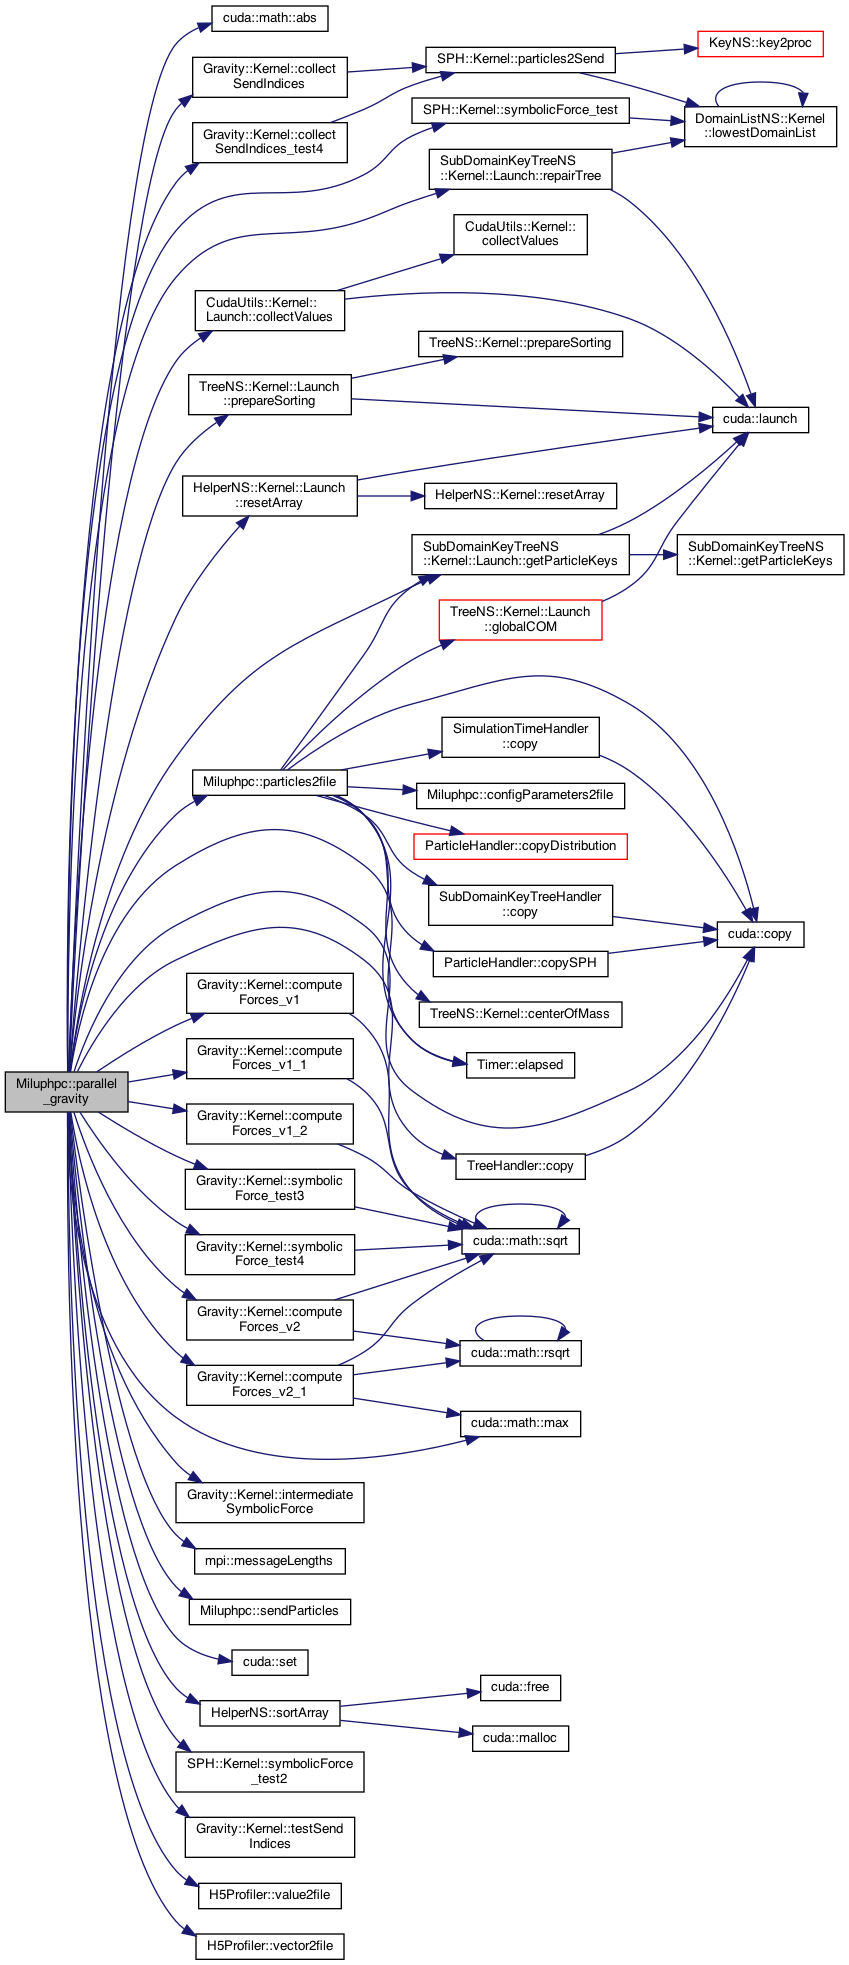 cuda::math::abs
Gravity::Kernel::collect
SendIndices
SPH::Kernel::particles2Send
KeyNS::key2proc
Gravity::Kernel::collect
SendIndices_test4
SPH::Kernel::symbolicForce_test
DomainListNS::Kernel
::lowestDomainList
SubDomainKeyTreeNS
::Kernel::Launch::repairTree
CudaUtils::Kernel::
collectValues
CudaUtils::Kernel::
Launch::collectValues
TreeNS::Kernel::prepareSorting
TreeNS::Kernel::Launch
::prepareSorting
cuda::launch
HelperNS::Kernel::Launch
::resetArray
HelperNS::Kernel::resetArray
SubDomainKeyTreeNS
::Kernel::Launch::getParticleKeys
SubDomainKeyTreeNS
::Kernel::getParticleKeys
TreeNS::Kernel::Launch
::globalCOM
SimulationTimeHandler
::copy
Miluphpc::particles2file
Miluphpc::configParameters2file
ParticleHandler::copyDistribution
SubDomainKeyTreeHandler
::copy
cuda::copy
ParticleHandler::copySPH
Gravity::Kernel::compute
Forces_v1
TreeNS::Kernel::centerOfMass
Gravity::Kernel::compute
Forces_v1_1
Timer::elapsed
Miluphpc::parallel
_gravity
Gravity::Kernel::compute
Forces_v1_2
TreeHandler::copy
Gravity::Kernel::symbolic
Force_test3
Gravity::Kernel::symbolic
Force_test4
cuda::math::sqrt
Gravity::Kernel::compute
Forces_v2
cuda::math::rsqrt
Gravity::Kernel::compute
Forces_v2_1
cuda::math::max
Gravity::Kernel::intermediate
SymbolicForce
mpi::messageLengths
Miluphpc::sendParticles
cuda::set
HelperNS::sortArray
cuda::free
cuda::malloc
SPH::Kernel::symbolicForce
_test2
Gravity::Kernel::testSend
Indices
H5Profiler::value2file
H5Profiler::vector2file